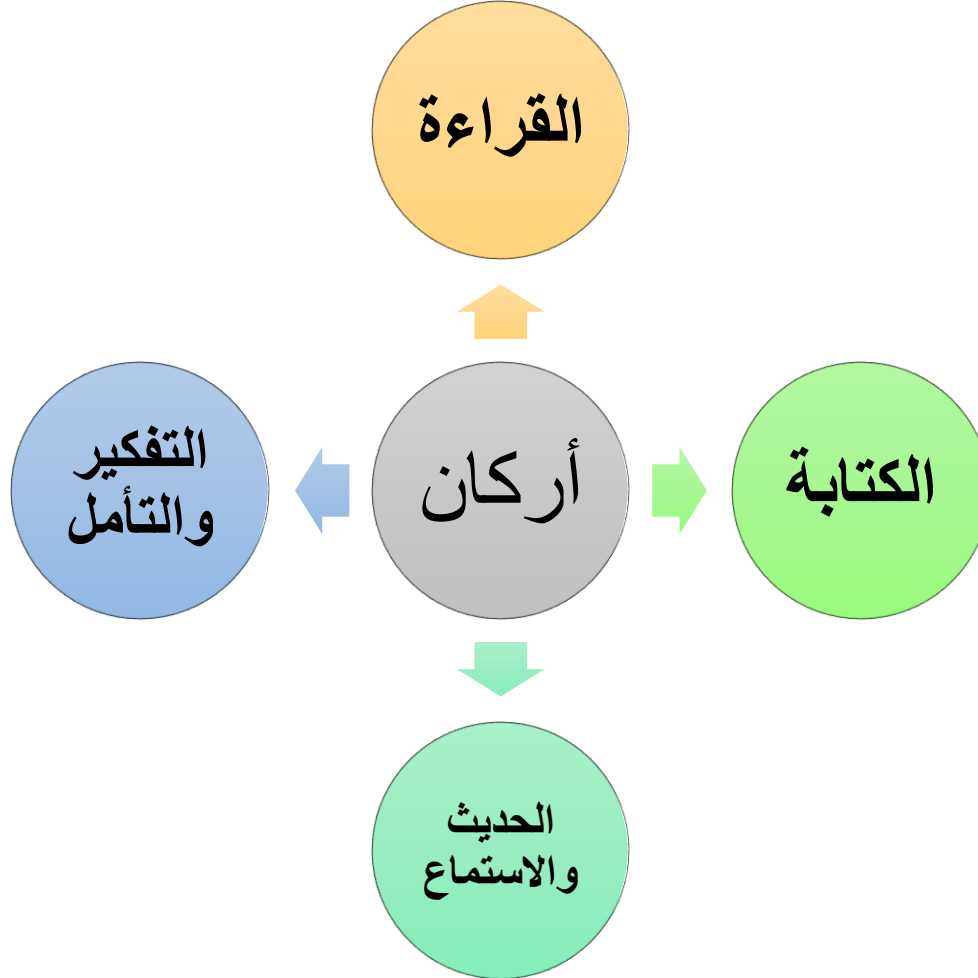 القراءة
الكتابة
أركان
التفكير
والتأمل
الحديث
والاستماع